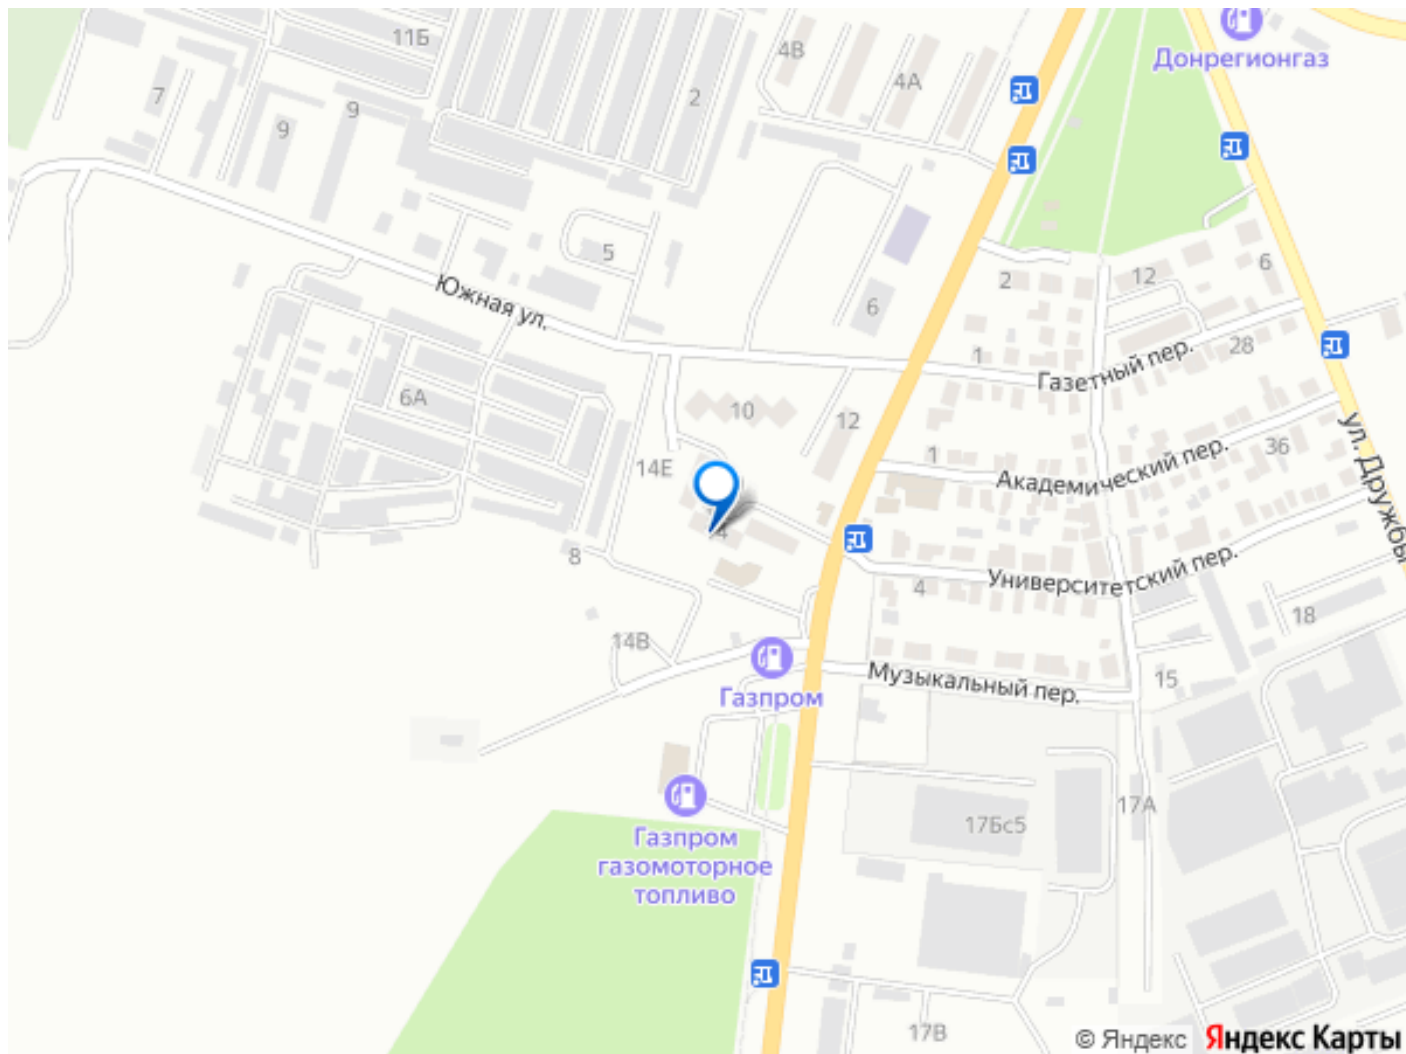 Донрегионгаз
11Б
4В
4А
2
7
9
9
5
6
2
12
6
Южная ул.
1
Газетный пер.
28
6А
10
12
1
Академический пер.
36
ул. Дружбы
14Е
8
4
Университетский пер.
18
14В
Газпром
Музыкальный пер.
15
17Бс5
17А
Газпром
газомоторное
топливо
17В
© Яндекс
Яндекс Карты